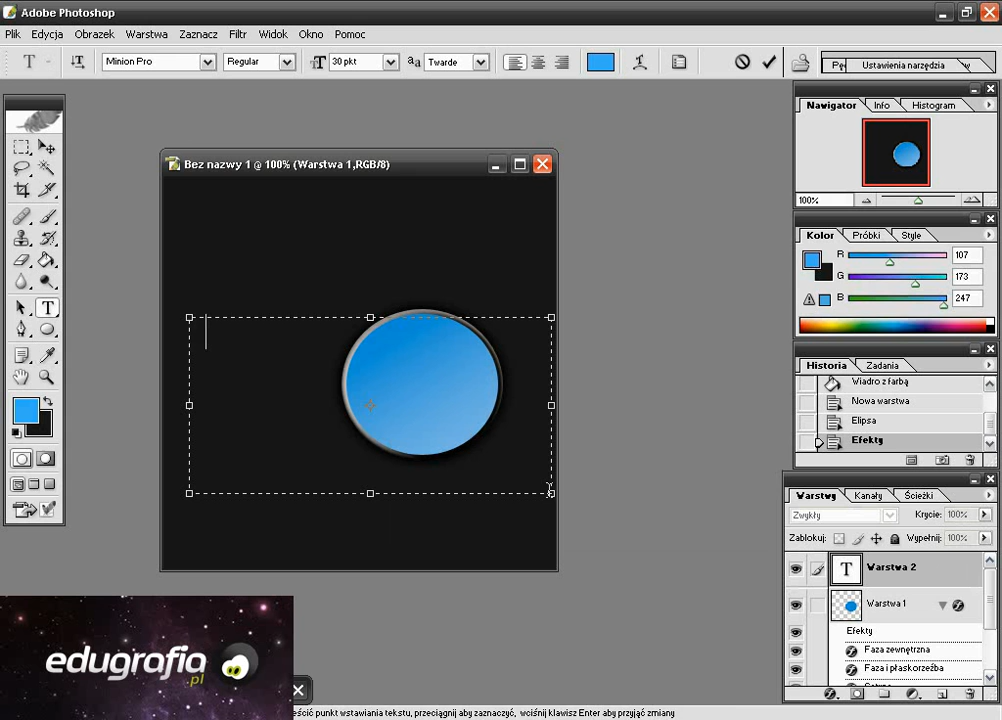 Adobe Photoshop
Plik Edycja Obrazek Warstwa Zaznacz Filtr Widok Okno Pomoc
T T Minion Pro Regular T 30 pkt aa Twarde Ustawienia narzędzia
Nawigator Info Histogram
Bez nazwy 1 @ 100% (Warstwa 1,RGB/8)
100%
Kolor Próbki Style
R 107
G 173
B 247
Historia Zadania
Wiadro z farbą
Nowa warstwa
Elipsa
Efekty
Warstwy Kanały Ścieżki
Zwykły Krycie: 100%
Zablokuj: Wypełnij: 100%
T Warstwa 2
Warstwa 1
Efekty
Faza zewnętrzna
Faza i płaskorzeźba
edugrafia
.pl
eścić punkt wstawiania tekstu, przeciągnij aby zaznaczyć, wciśnij klawisz Enter aby przyjąć zmiany